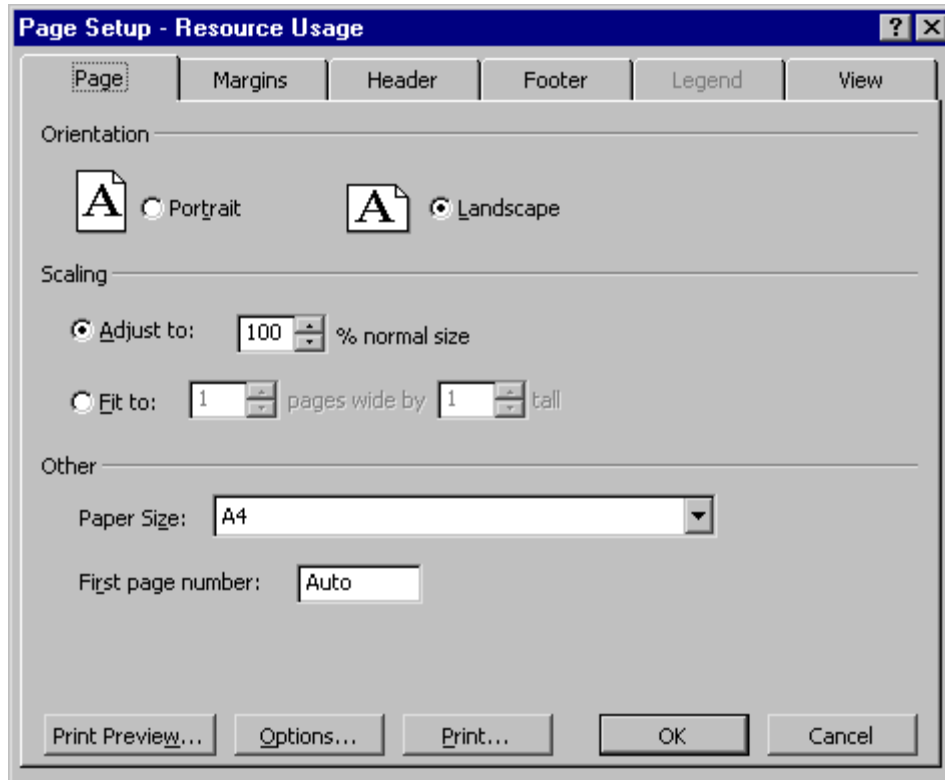 Page Setup - Resource Usage
Page Margins Header Footer Legend View
Orientation
A Portrait A Landscape
Scaling
Adjust to: 100 % normal size
Fit to: 1 pages wide by 1 tall
Other
Paper Size: A4
First page number: Auto
Print Preview... Options... Print... OK Cancel